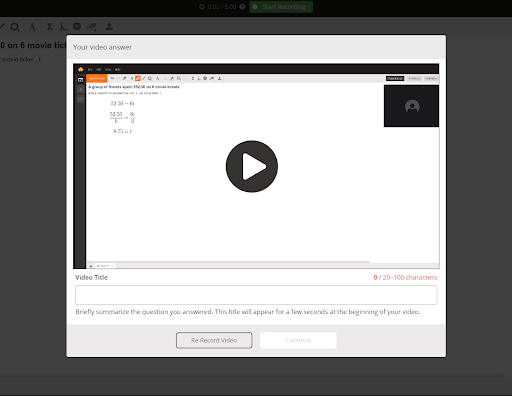 0:00 / 5:00
Start Recording
0 on 6 movie tick
movie ticket , t
Your video answer
A group of friends spent $52.50 on 6 movie tickets
52.50 = 6t
52.50 = 6t
6 6
8.75 = t
Video Title
0 / 20–100 characters
Briefly summarize the question you answered. This title will appear for a few seconds at the beginning of your video.
Re-Record Video
Continue